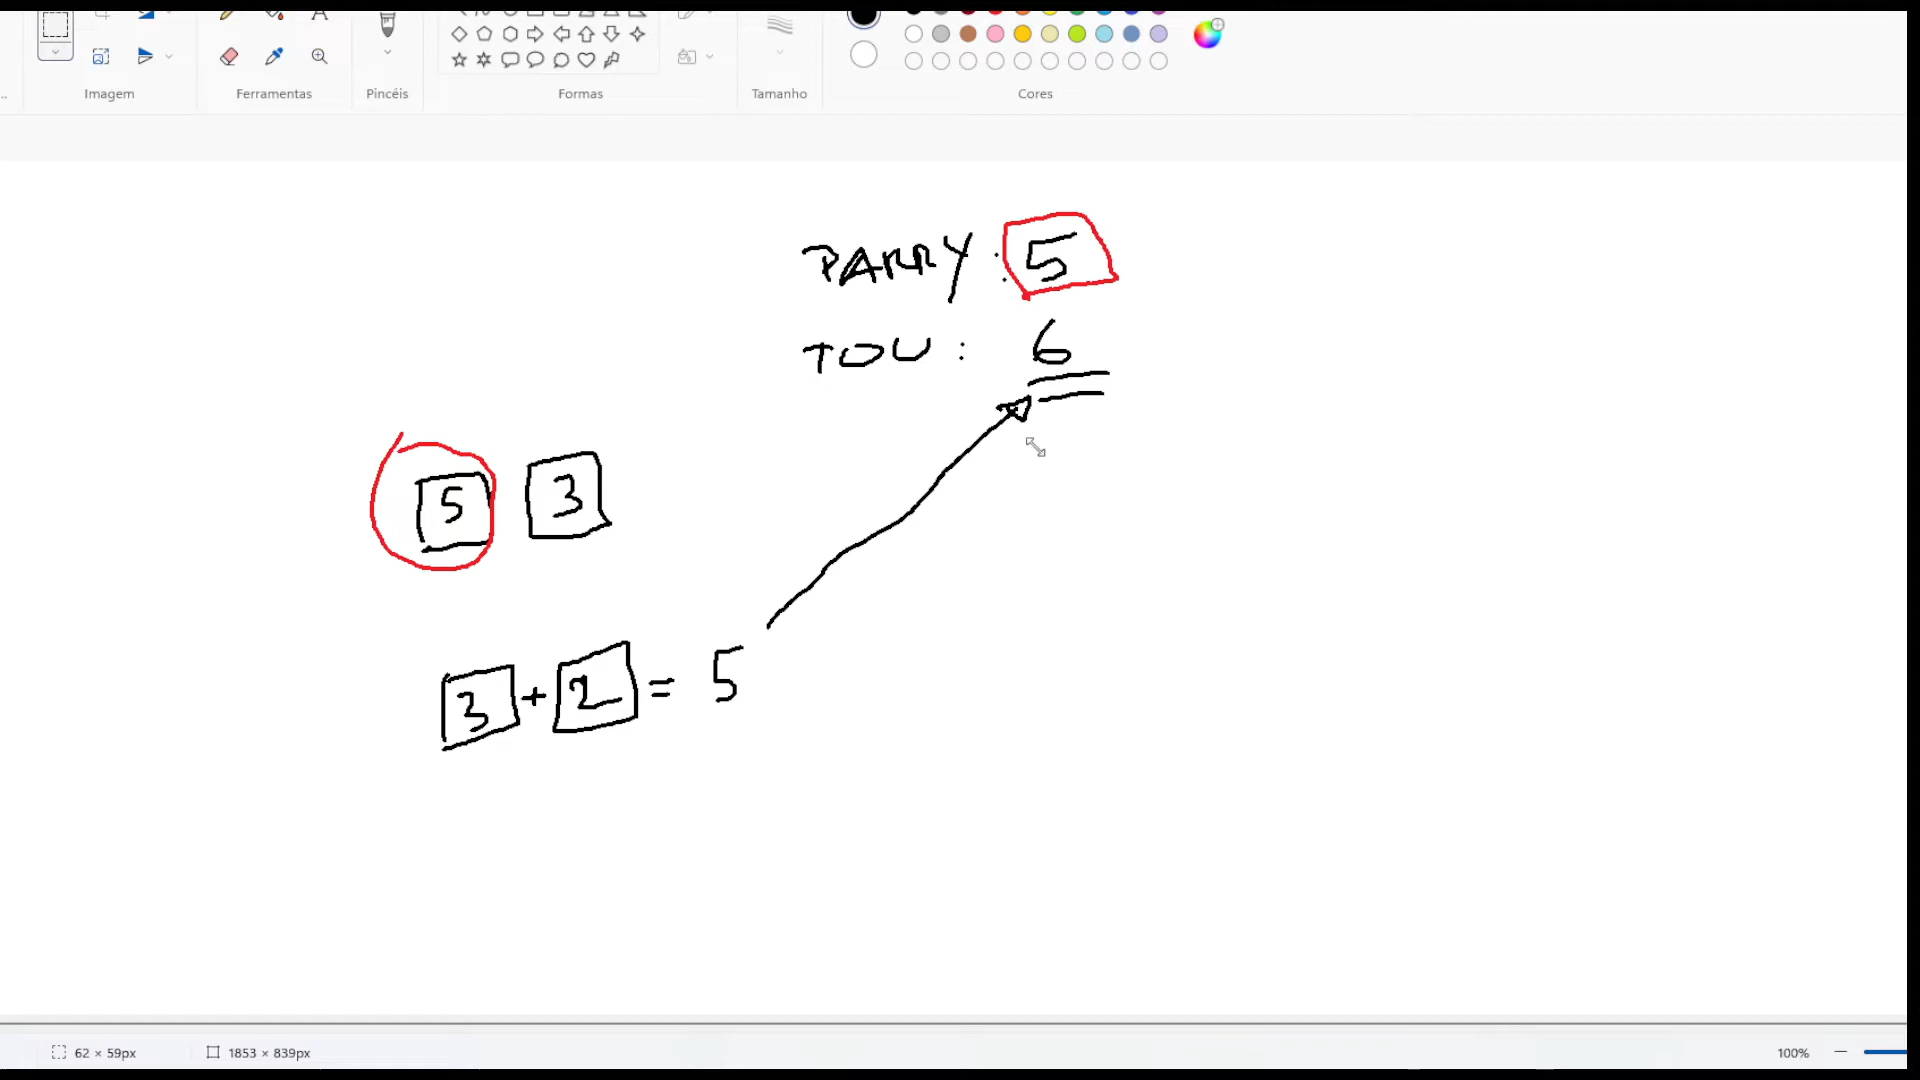 Imagem Ferramentas Pincéis Formas Tamanho Cores
PARRY : 5
TOU : 6
5 3
3 + 2 = 5
62 × 59px 1853 × 839px 100%